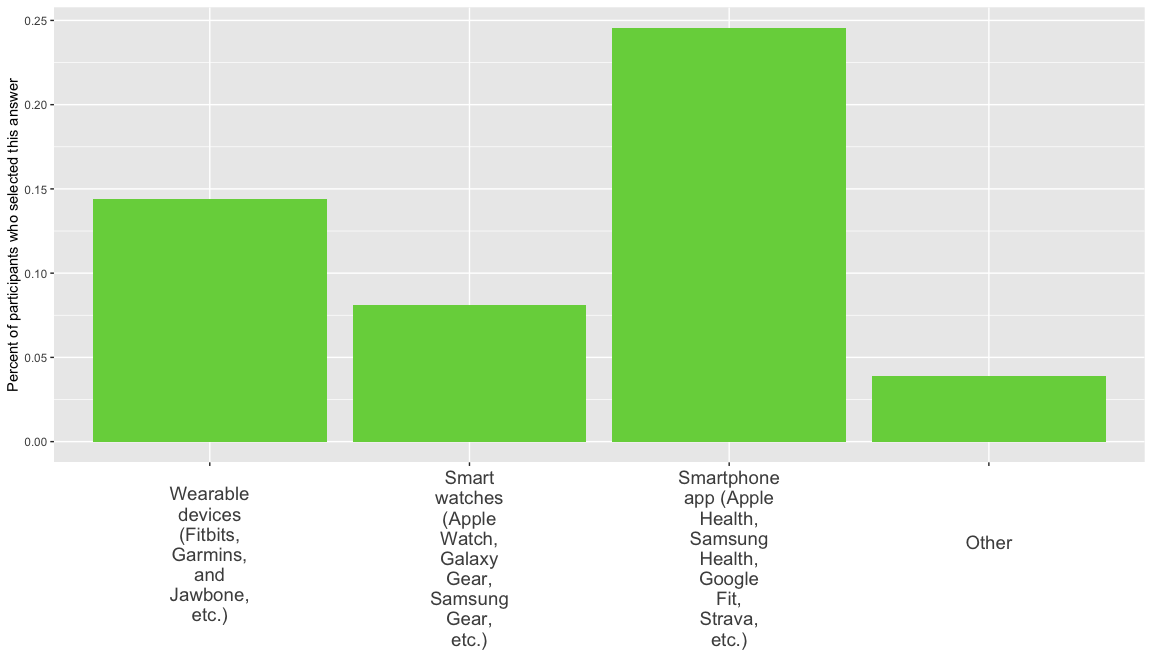 Percent of participants who selected this answer
0.25
0.20
0.15
0.10
0.05
0.00
Wearable
devices
(Fitbits,
Garmins,
and
Jawbone,
etc.)
Smart
watches
(Apple
Watch,
Galaxy
Gear,
Samsung
Gear,
etc.)
Smartphone
app (Apple
Health,
Samsung
Health,
Google
Fit,
Strava,
etc.)
Other